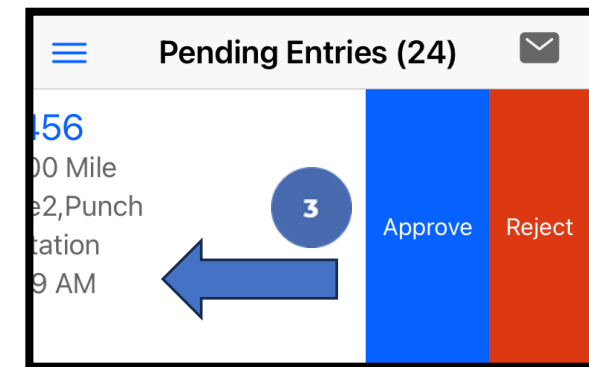 Pending Entries (24)
456
00 Mile
e2,Punch
tation
9 AM
3
Approve
Reject